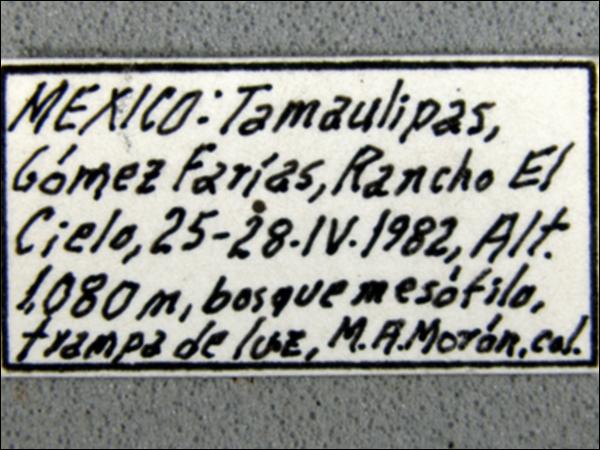 MEXICO: Tamaulipas,
Gómez Farías, Rancho El
Cielo, 25-28.IV.1982, Alt.
1,080 m, bosque mesófilo,
trampa de luz, M.A. Morán, col.